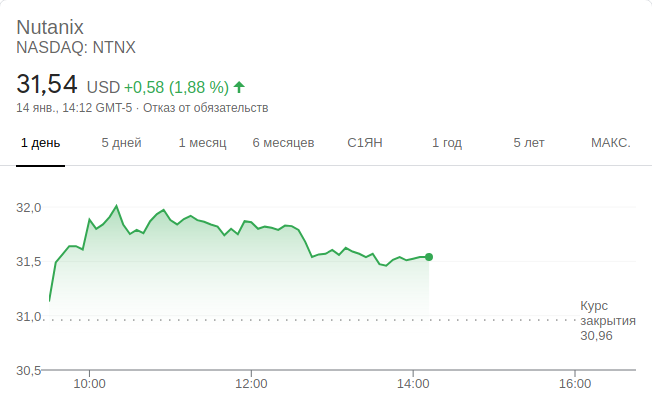 Nutanix
NASDAQ: NTNX
31,54 USD +0,58 (1,88 %)
14 янв., 14:12 GMT-5 · Отказ от обязательств
1 день 5 дней 1 месяц 6 месяцев С1ЯН 1 год 5 лет МАКС.
32,0
31,5
31,0
Курс
закрытия
30,96
30,5
10:00 12:00 14:00 16:00